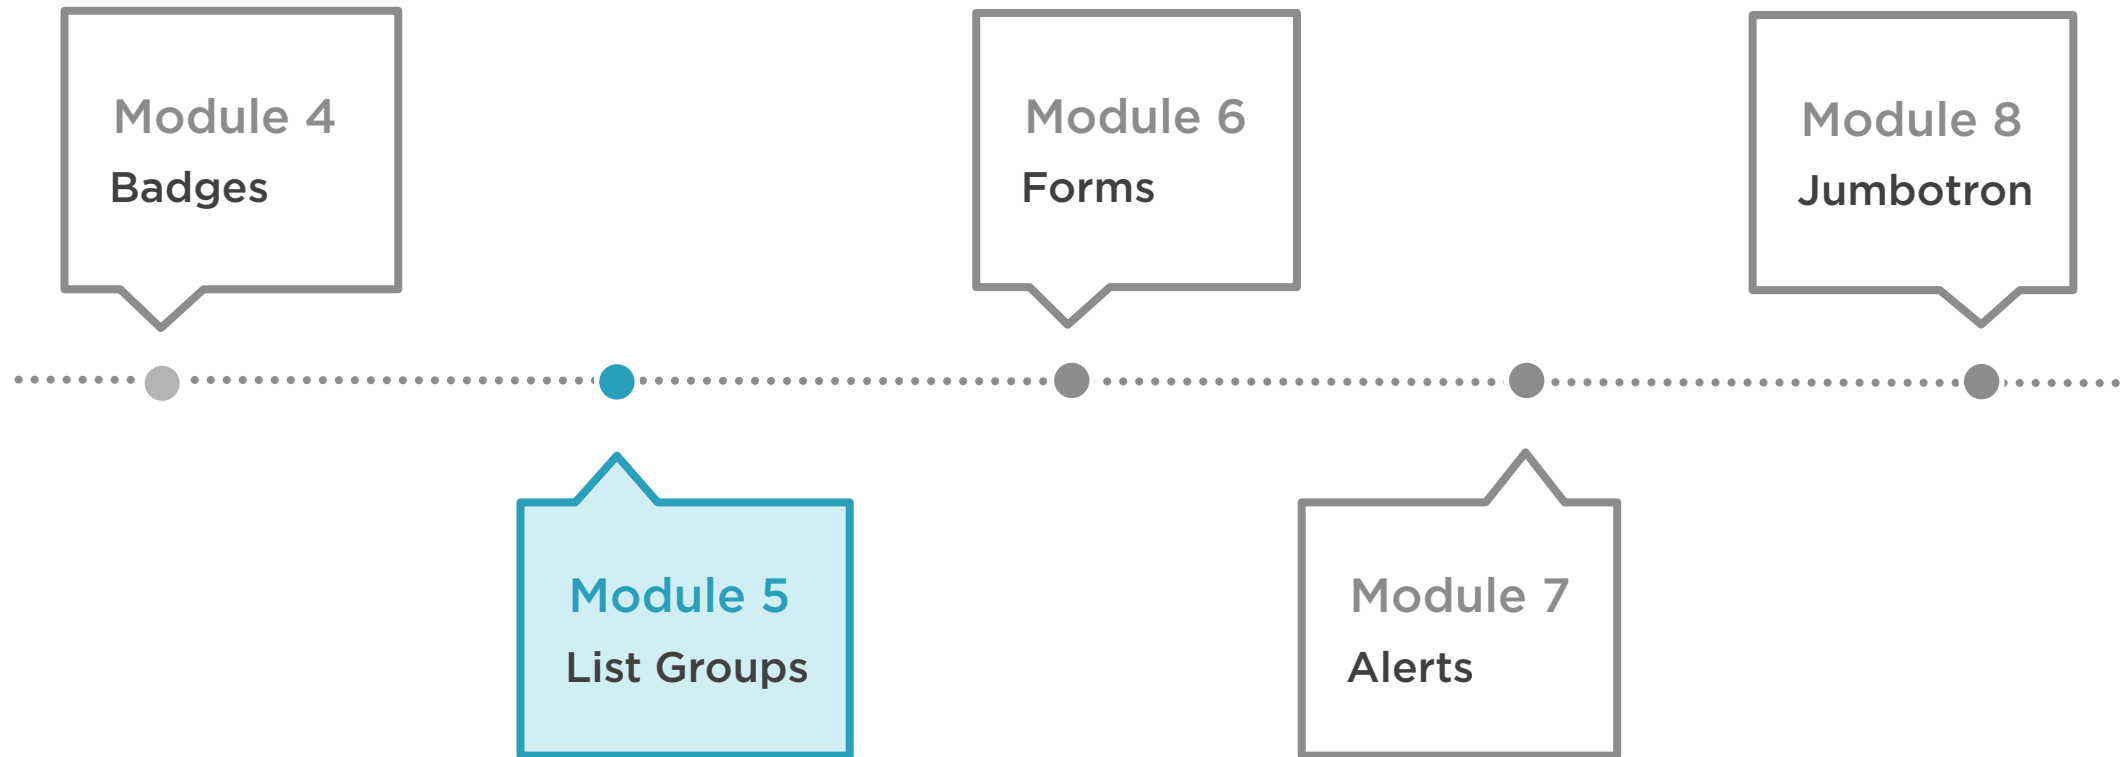 Module 4
Badges
Module 5
List Groups
Module 6
Forms
Module 7
Alerts
Module 8
Jumbotron